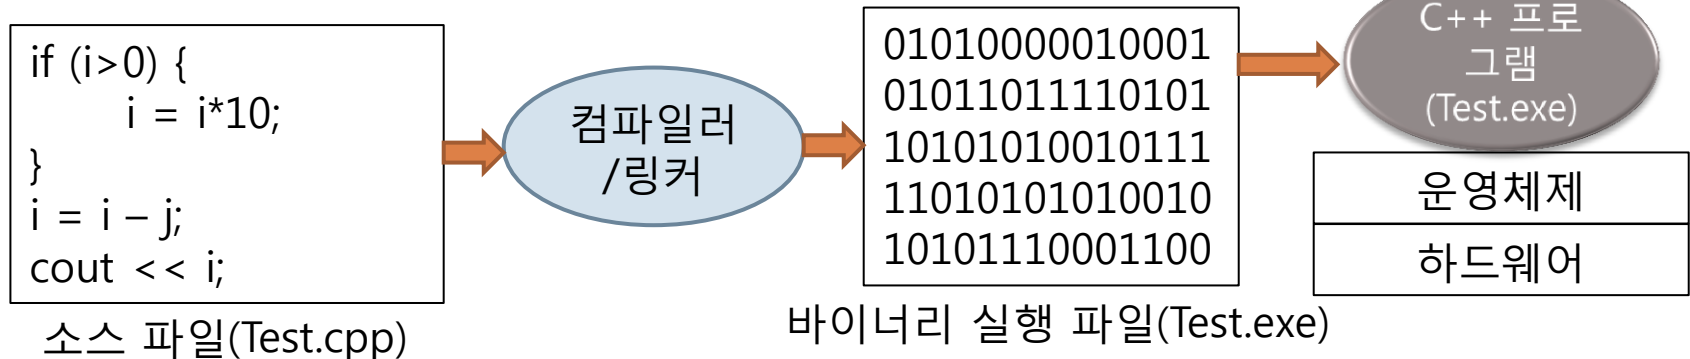 if (i>0) {
i = i*10;
}
i = i – j;
cout << i;
소스 파일(Test.cpp)
컴파일러
/링커
01010000010001
01011011110101
10101010010111
11010101010010
10101110001100
바이너리 실행 파일(Test.exe)
C++ 프로
그램
(Test.exe)
운영체제
하드웨어